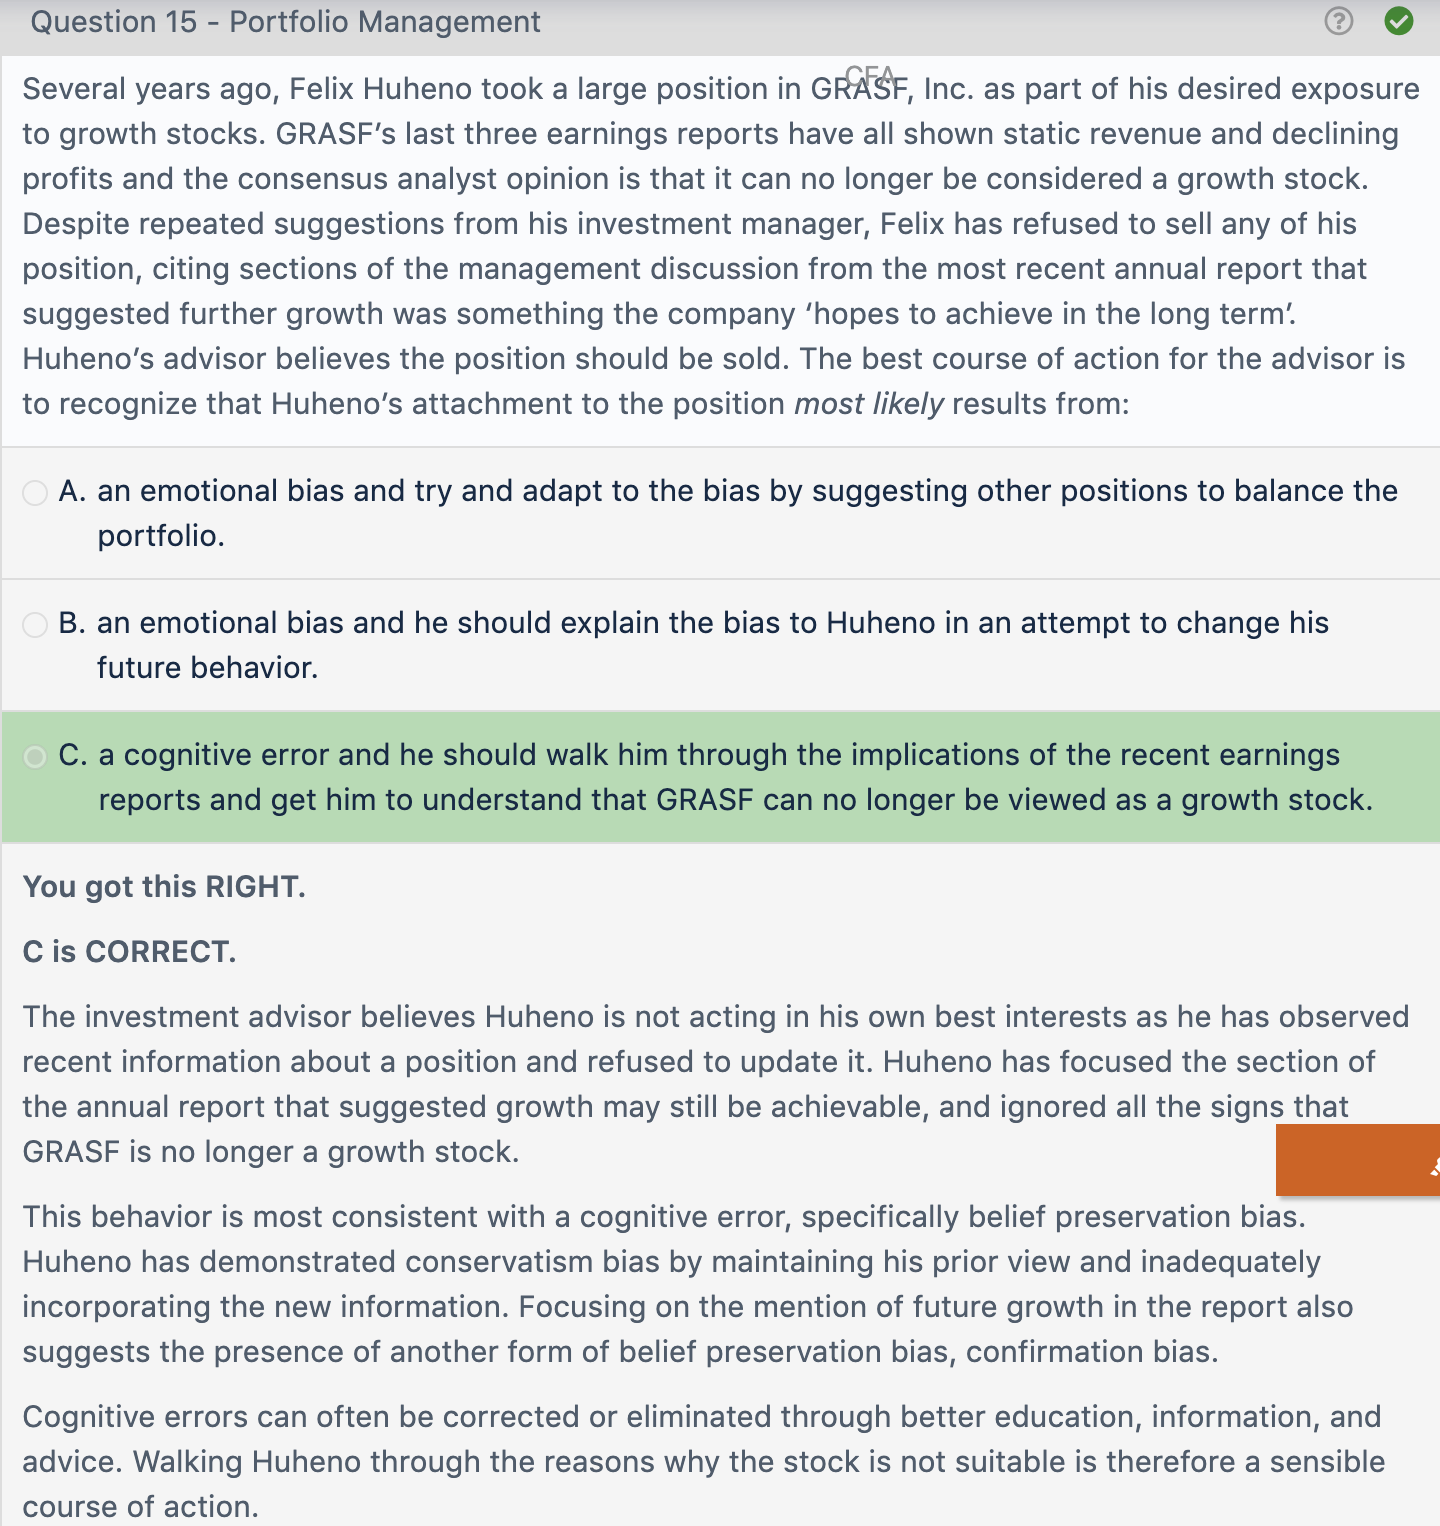 Question 15 - Portfolio Management
CFA
Several years ago, Felix Huheno took a large position in GRASF, Inc. as part of his desired exposure
to growth stocks. GRASF’s last three earnings reports have all shown static revenue and declining
profits and the consensus analyst opinion is that it can no longer be considered a growth stock.
Despite repeated suggestions from his investment manager, Felix has refused to sell any of his
position, citing sections of the management discussion from the most recent annual report that
suggested further growth was something the company ‘hopes to achieve in the long term’.
Huheno’s advisor believes the position should be sold. The best course of action for the advisor is
to recognize that Huheno’s attachment to the position most likely results from:
A. an emotional bias and try and adapt to the bias by suggesting other positions to balance the
portfolio.
B. an emotional bias and he should explain the bias to Huheno in an attempt to change his
future behavior.
C. a cognitive error and he should walk him through the implications of the recent earnings
reports and get him to understand that GRASF can no longer be viewed as a growth stock.
You got this RIGHT.
C is CORRECT.
The investment advisor believes Huheno is not acting in his own best interests as he has observed
recent information about a position and refused to update it. Huheno has focused the section of
the annual report that suggested growth may still be achievable, and ignored all the signs that
GRASF is no longer a growth stock.
This behavior is most consistent with a cognitive error, specifically belief preservation bias.
Huheno has demonstrated conservatism bias by maintaining his prior view and inadequately
incorporating the new information. Focusing on the mention of future growth in the report also
suggests the presence of another form of belief preservation bias, confirmation bias.
Cognitive errors can often be corrected or eliminated through better education, information, and
advice. Walking Huheno through the reasons why the stock is not suitable is therefore a sensible
course of action.